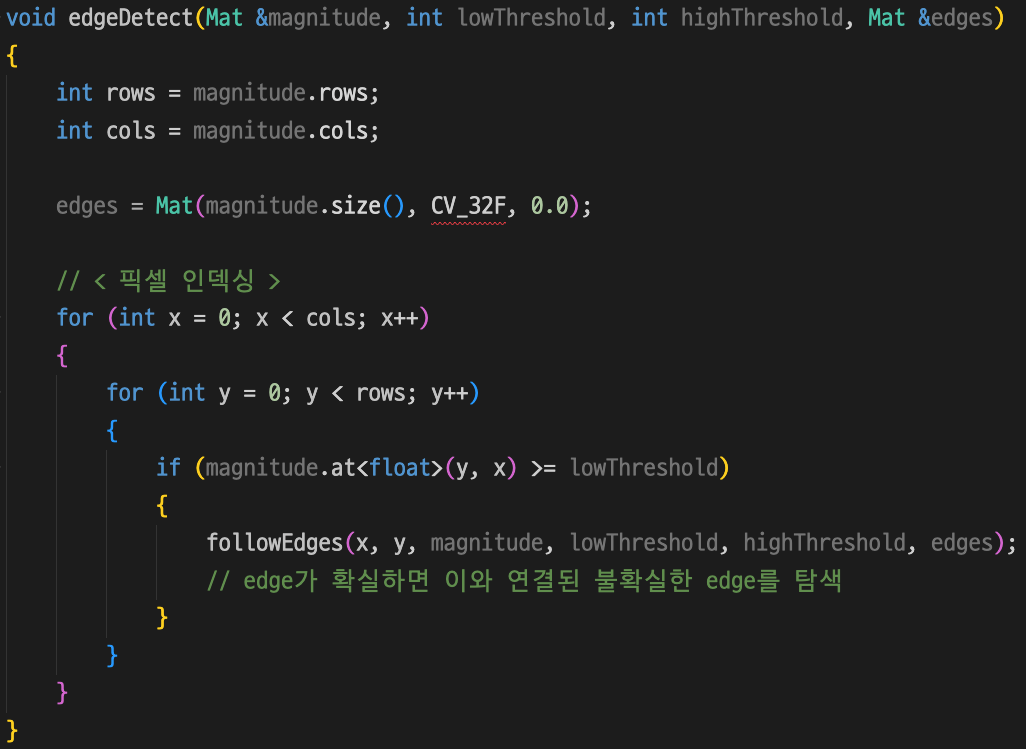 void edgeDetect(Mat &magnitude, int lowThreshold, int highThreshold, Mat &edges)
{
    int rows = magnitude.rows;
    int cols = magnitude.cols;

    edges = Mat(magnitude.size(), CV_32F, 0.0);

    // < 픽셀 인덱싱 >
    for (int x = 0; x < cols; x++)
    {
        for (int y = 0; y < rows; y++)
        {
            if (magnitude.at<float>(y, x) >= lowThreshold)
            {
                followEdges(x, y, magnitude, lowThreshold, highThreshold, edges);
                // edge가 확실하면 이와 연결된 불확실한 edge를 탐색
            }
        }
    }
}